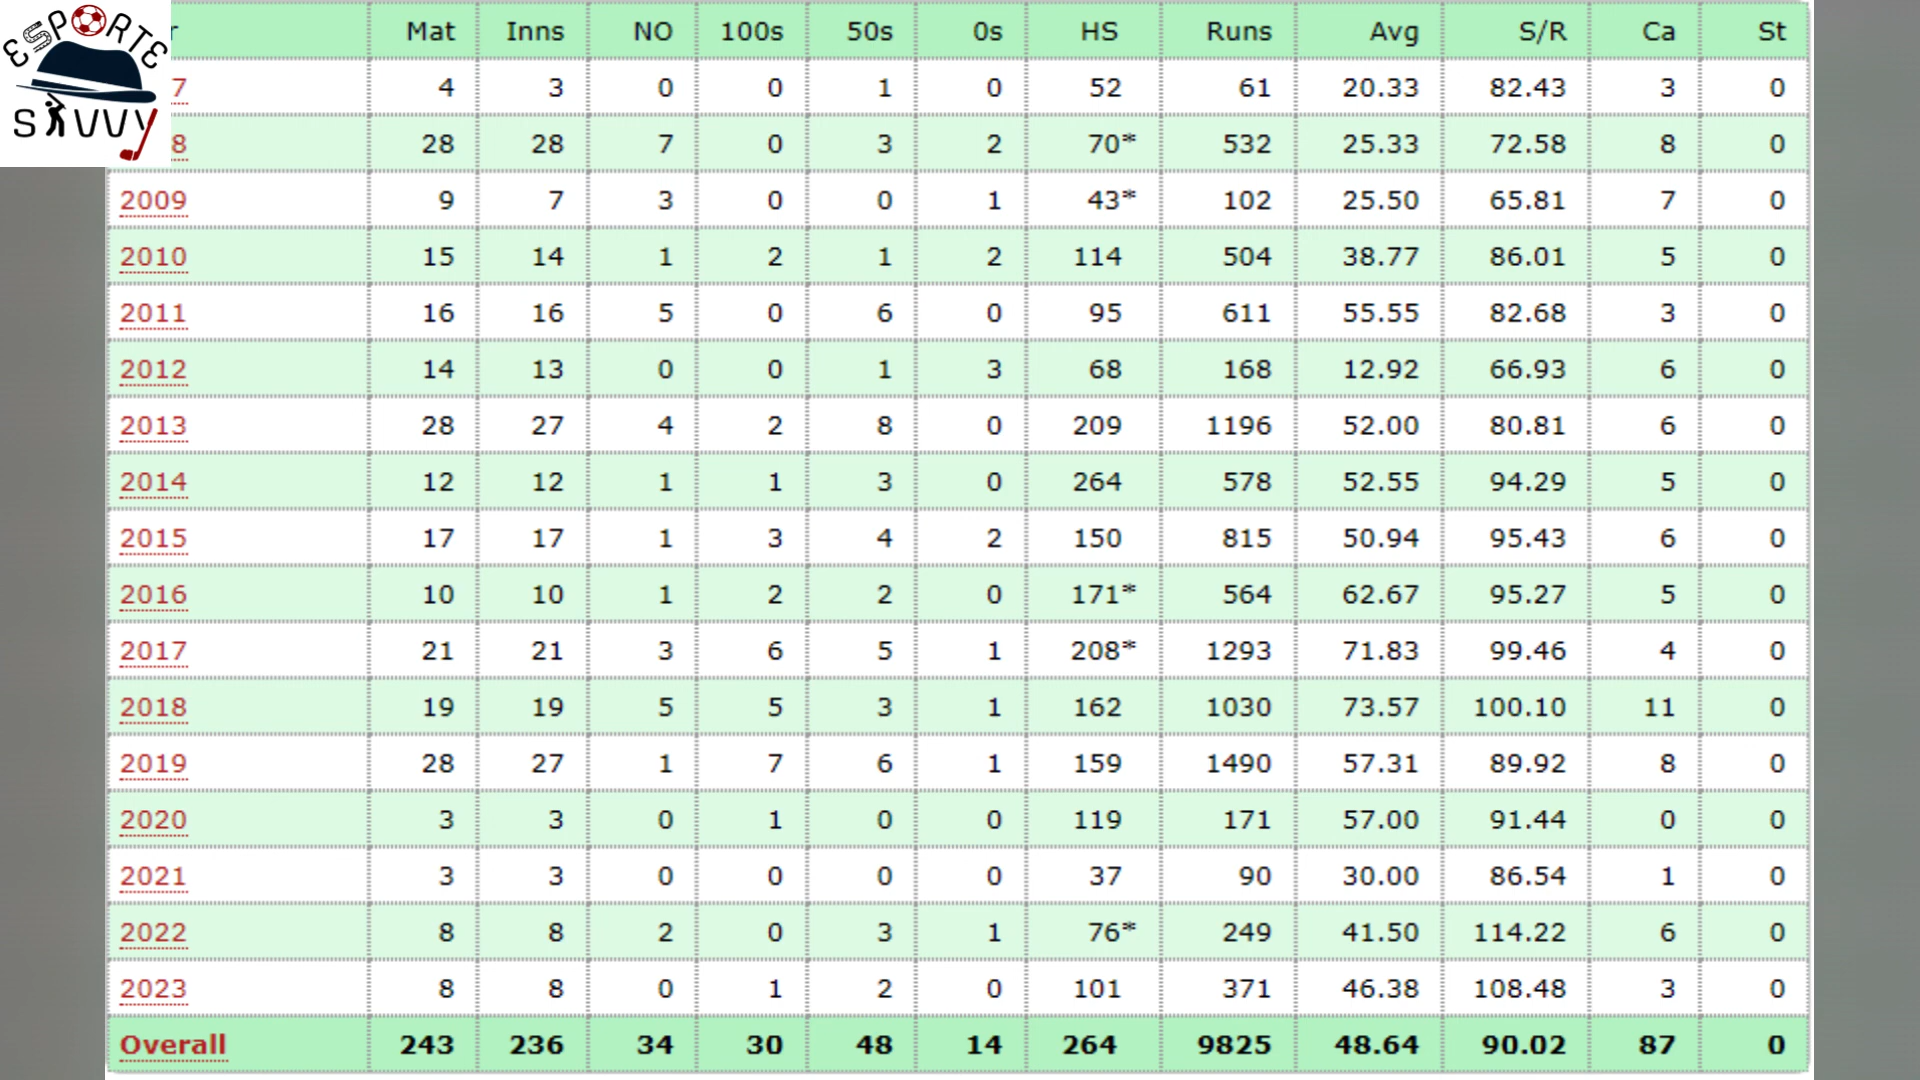 ESPORTE
SAVVY
r Mat Inns NO 100s 50s 0s HS Runs Avg S/R Ca St
7 4 3 0 0 1 0 52 61 20.33 82.43 3 0
8 28 28 7 0 3 2 70* 532 25.33 72.58 8 0
2009 9 7 3 0 0 1 43* 102 25.50 65.81 7 0
2010 15 14 1 2 1 2 114 504 38.77 86.01 5 0
2011 16 16 5 0 6 0 95 611 55.55 82.68 3 0
2012 14 13 0 0 1 3 68 168 12.92 66.93 6 0
2013 28 27 4 2 8 0 209 1196 52.00 80.81 6 0
2014 12 12 1 1 3 0 264 578 52.55 94.29 5 0
2015 17 17 1 3 4 2 150 815 50.94 95.43 6 0
2016 10 10 1 2 2 0 171* 564 62.67 95.27 5 0
2017 21 21 3 6 5 1 208* 1293 71.83 99.46 4 0
2018 19 19 5 5 3 1 162 1030 73.57 100.10 11 0
2019 28 27 1 7 6 1 159 1490 57.31 89.92 8 0
2020 3 3 0 1 0 0 119 171 57.00 91.44 0 0
2021 3 3 0 0 0 0 37 90 30.00 86.54 1 0
2022 8 8 2 0 3 1 76* 249 41.50 114.22 6 0
2023 8 8 0 1 2 0 101 371 46.38 108.48 3 0
Overall 243 236 34 30 48 14 264 9825 48.64 90.02 87 0